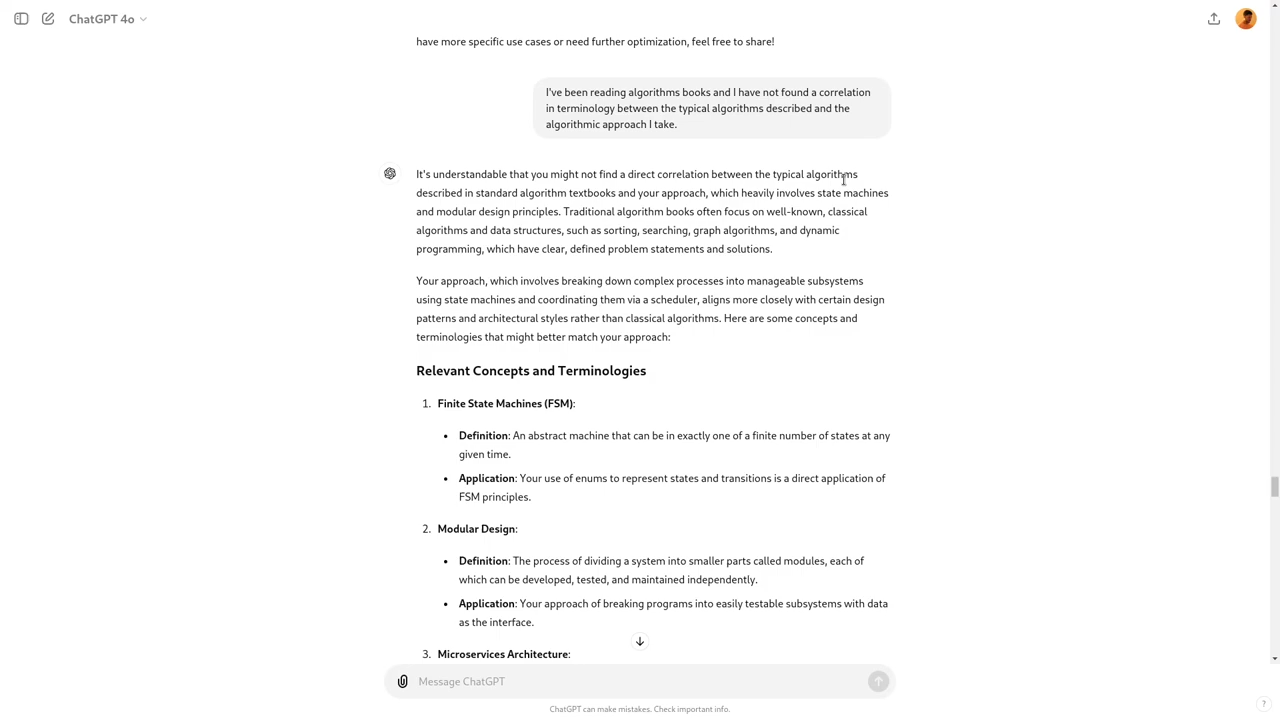 ChatGPT 4o
have more specific use cases or need further optimization, feel free to share!
I've been reading algorithms books and I have not found a correlation
in terminology between the typical algorithms described and the
algorithmic approach I take.
It's understandable that you might not find a direct correlation between the typical algorithms
described in standard algorithm textbooks and your approach, which heavily involves state machines
and modular design principles. Traditional algorithm books often focus on well-known, classical
algorithms and data structures, such as sorting, searching, graph algorithms, and dynamic
programming, which have clear, defined problem statements and solutions.
Your approach, which involves breaking down complex processes into manageable subsystems
using state machines and coordinating them via a scheduler, aligns more closely with certain design
patterns and architectural styles rather than classical algorithms. Here are some concepts and
terminologies that might better match your approach:
Relevant Concepts and Terminologies
1. Finite State Machines (FSM):
• Definition: An abstract machine that can be in exactly one of a finite number of states at any
given time.
• Application: Your use of enums to represent states and transitions is a direct application of
FSM principles.
2. Modular Design:
• Definition: The process of dividing a system into smaller parts called modules, each of
which can be developed, tested, and maintained independently.
• Application: Your approach of breaking programs into easily testable subsystems with data
as the interface.
3. Microservices Architecture:
Message ChatGPT
ChatGPT can make mistakes. Check important info.
?